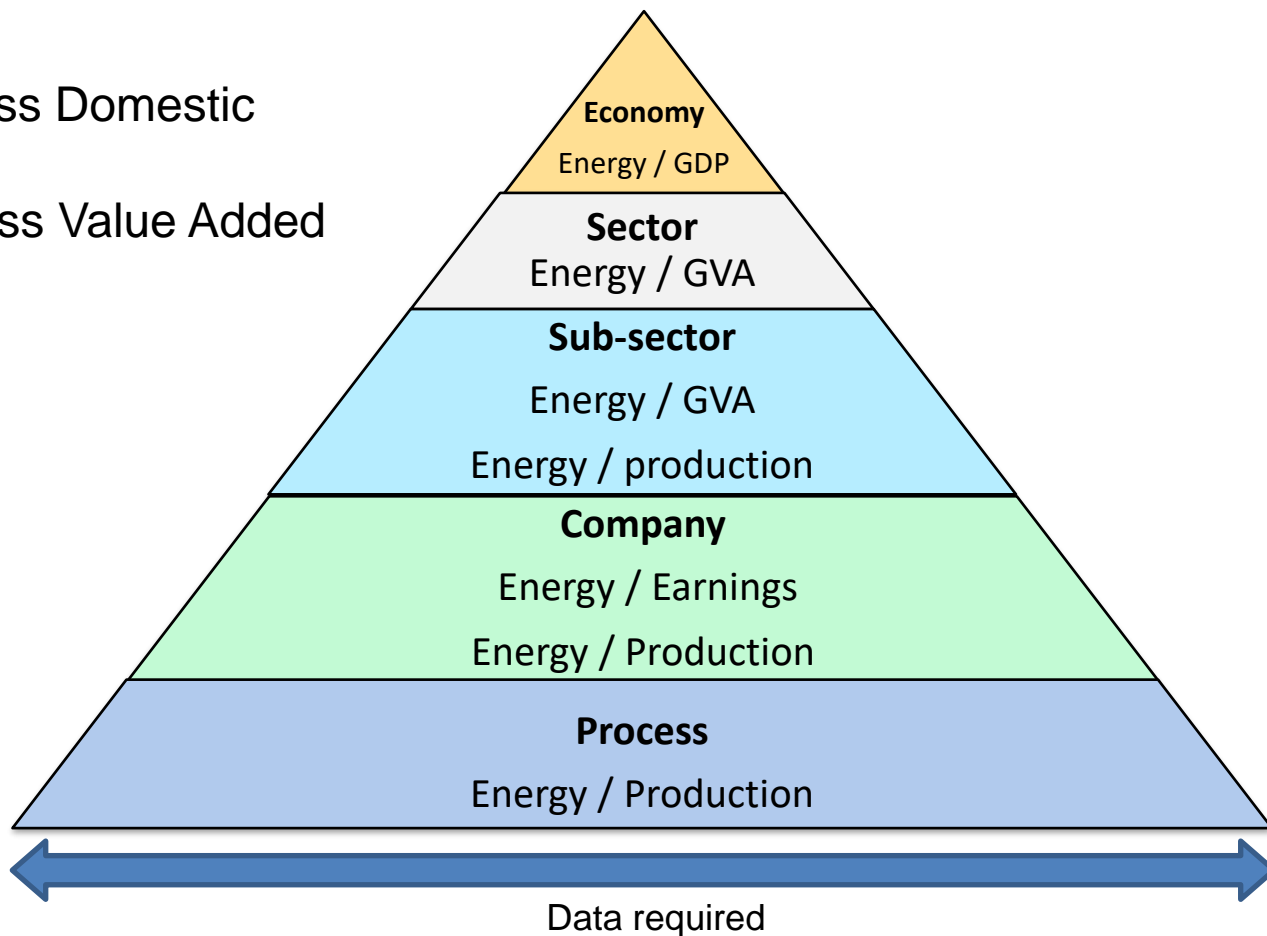 ss Domestic
ss Value Added
Economy
Energy / GDP
Sector
Energy / GVA
Sub-sector
Energy / GVA
Energy / production
Company
Energy / Earnings
Energy / Production
Process
Energy / Production
Data required